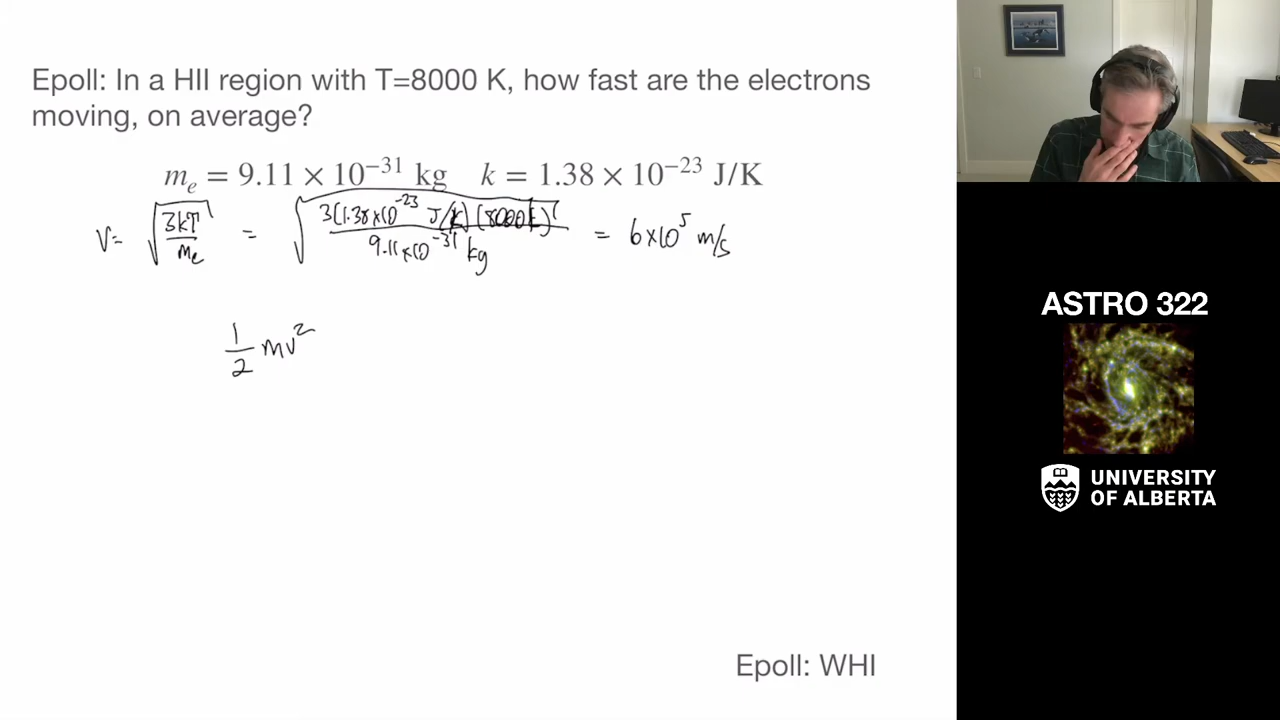 Epoll: In a HII region with T=8000 K, how fast are the electrons
moving, on average?
mₑ = 9.11 × 10⁻³¹ kg k = 1.38 × 10⁻²³ J/K
v = √(3kT/mₑ) = √(3(1.38×10⁻²³ J/K)(8000K)/9.11×10⁻³¹ kg) = 6×10⁵ m/s
1/2 mv²
Epoll: WHI
ASTRO 322
UNIVERSITY
OF ALBERTA